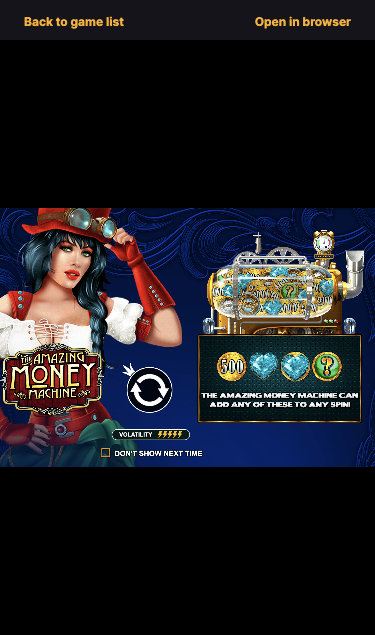 Back to game list
Open in browser
THE AMAZING
MONEY
MACHINE
500
?
THE AMAZING MONEY MACHINE CAN
ADD ANY OF THESE TO ANY SPIN!
VOLATILITY
DON'T SHOW NEXT TIME